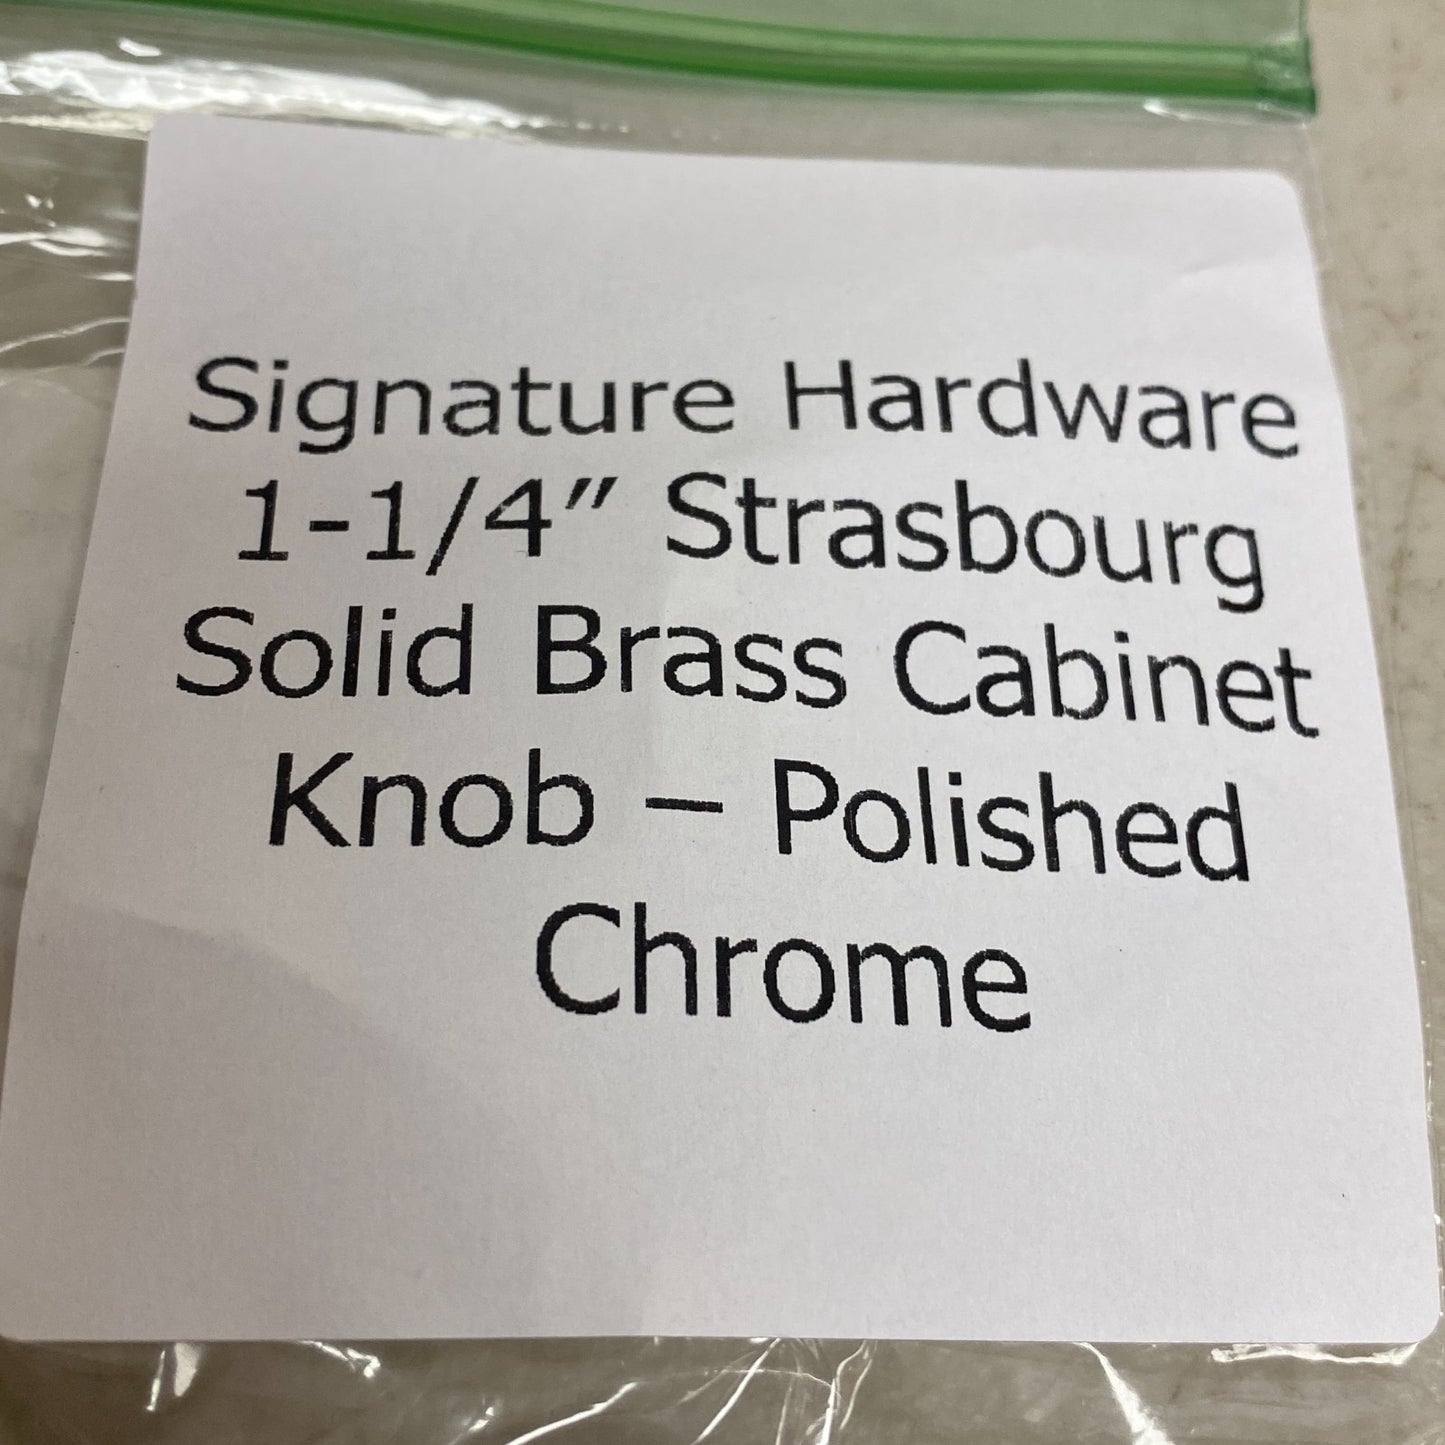 Signature Hardware
1-1/4” Strasbourg
Solid Brass Cabinet
Knob – Polished
Chrome